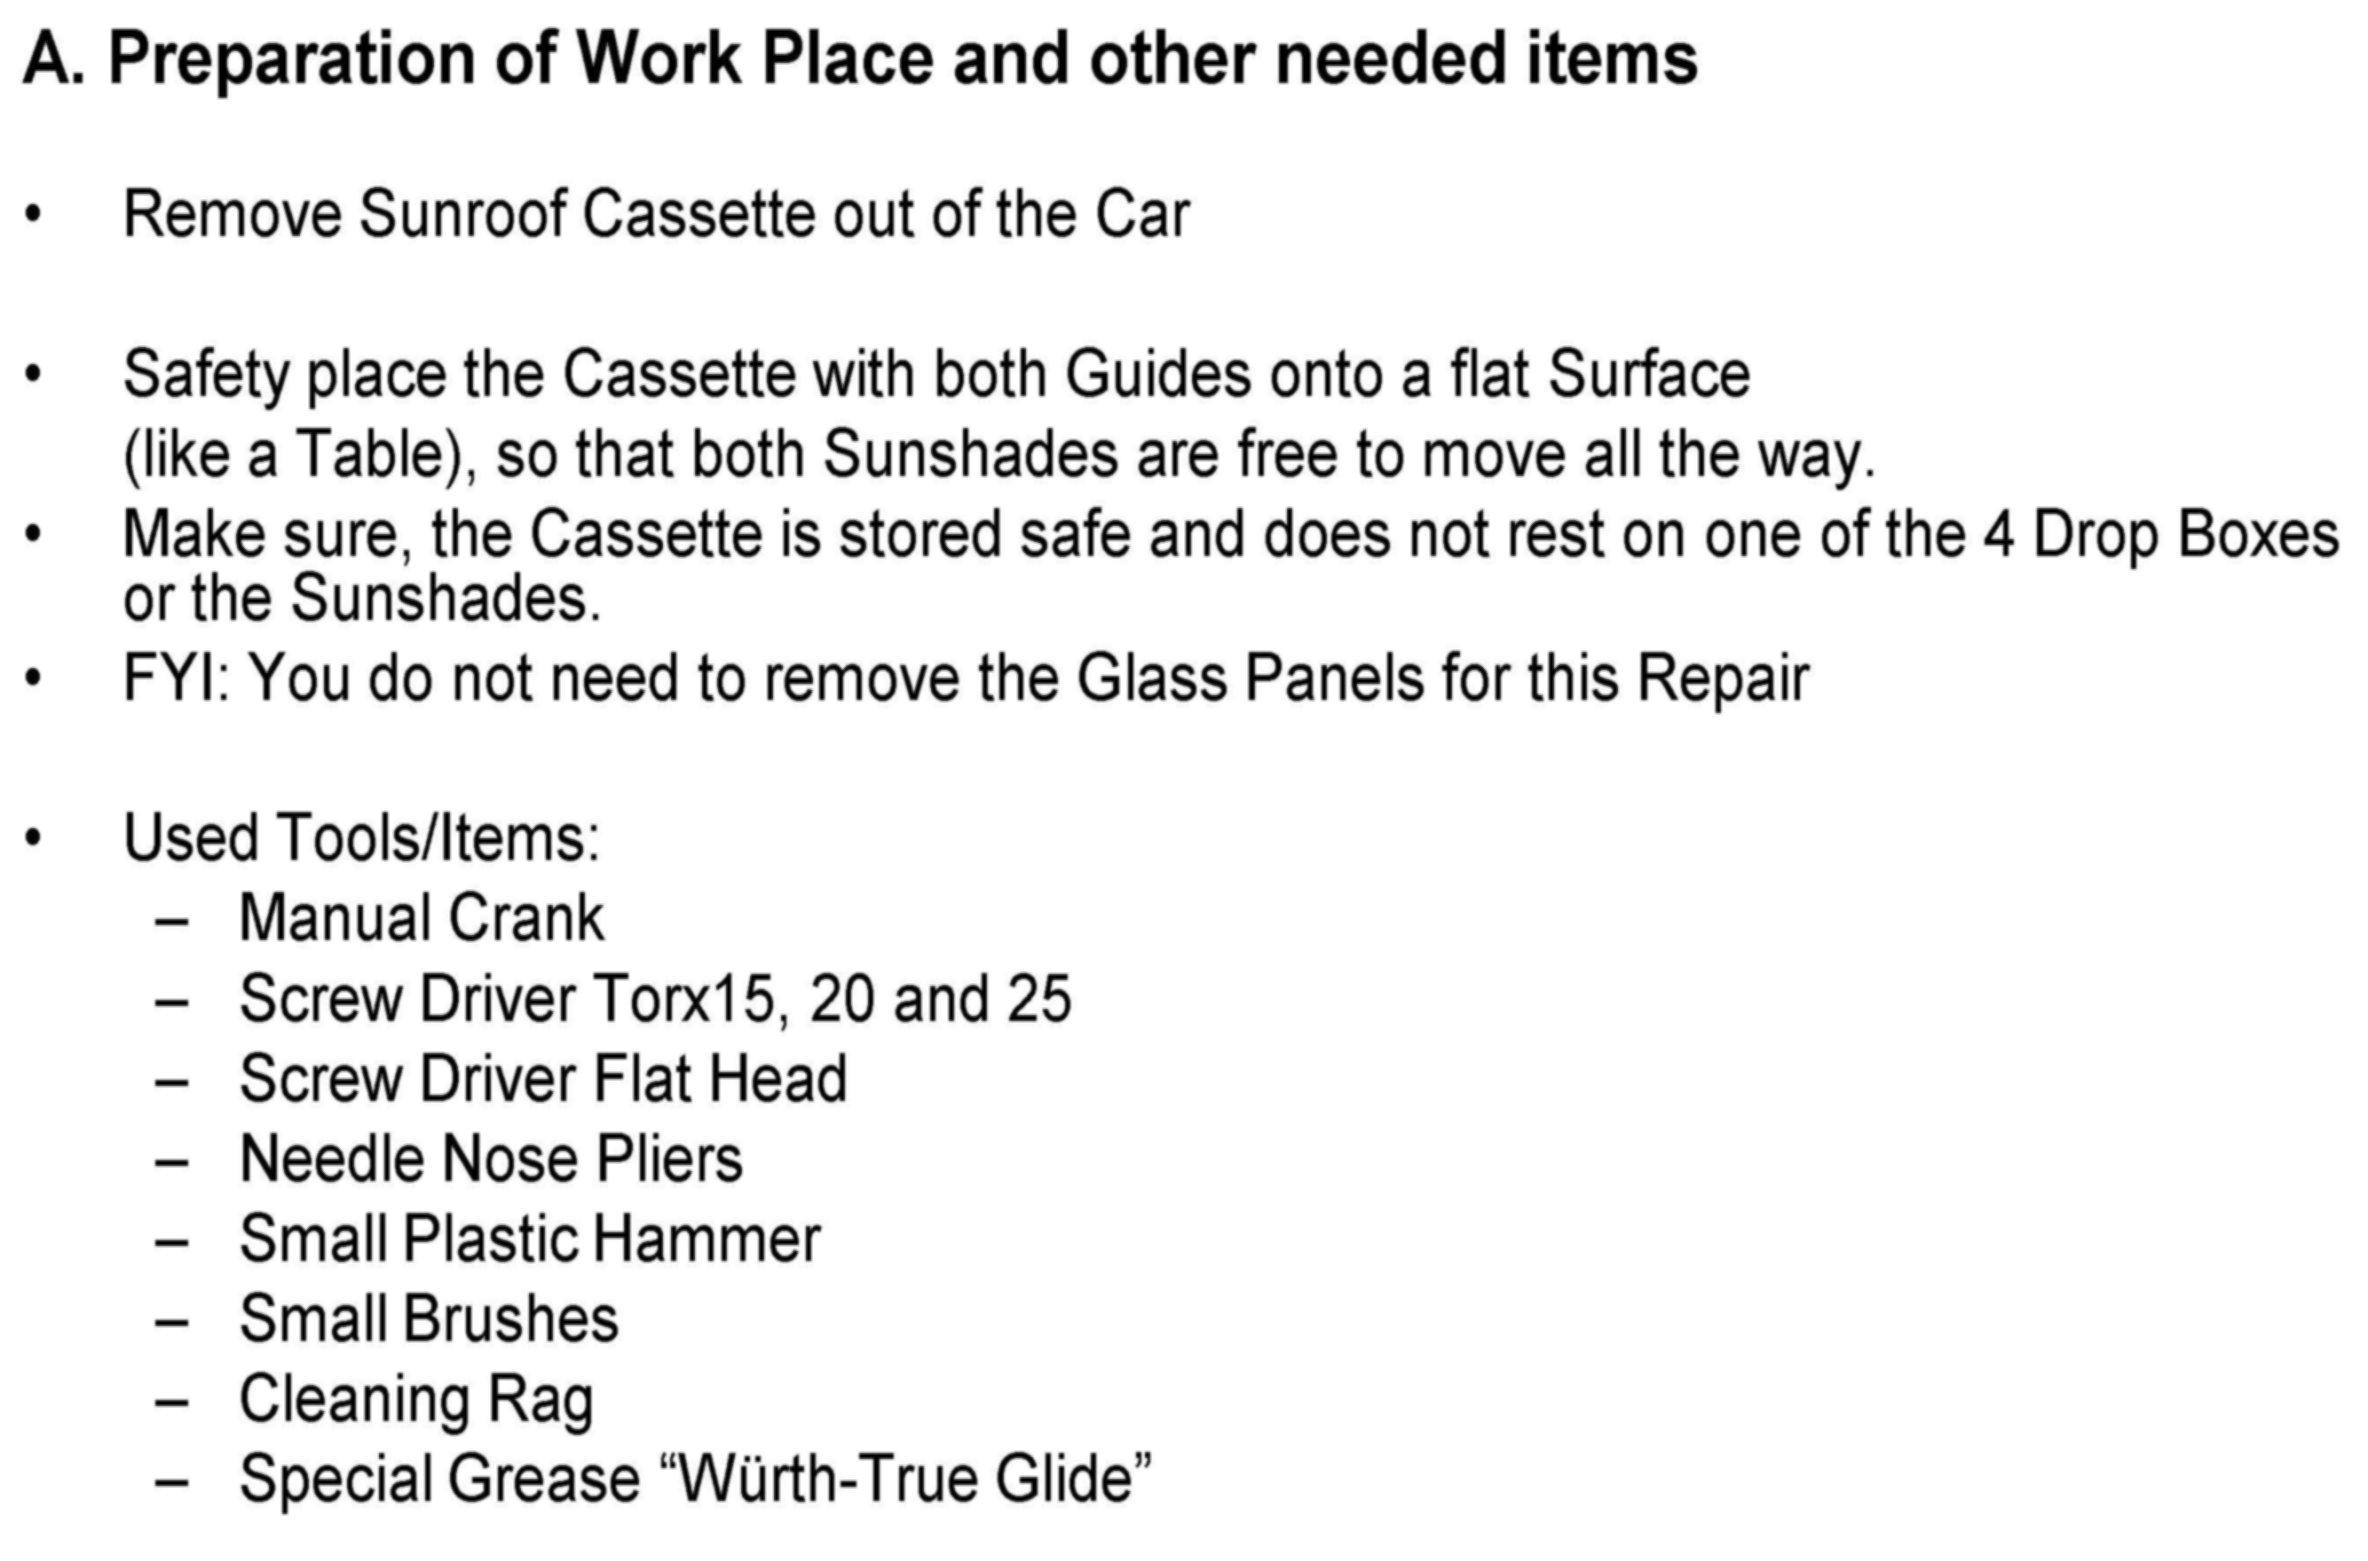 A. Preparation of Work Place and other needed items
• Remove Sunroof Cassette out of the Car
• Safety place the Cassette with both Guides onto a flat Surface
(like a Table), so that both Sunshades are free to move all the way.
• Make sure, the Cassette is stored safe and does not rest on one of the 4 Drop Boxes
or the Sunshades.
• FYI: You do not need to remove the Glass Panels for this Repair
• Used Tools/Items:
– Manual Crank
– Screw Driver Torx15, 20 and 25
– Screw Driver Flat Head
– Needle Nose Pliers
– Small Plastic Hammer
– Small Brushes
– Cleaning Rag
– Special Grease “Würth-True Glide”